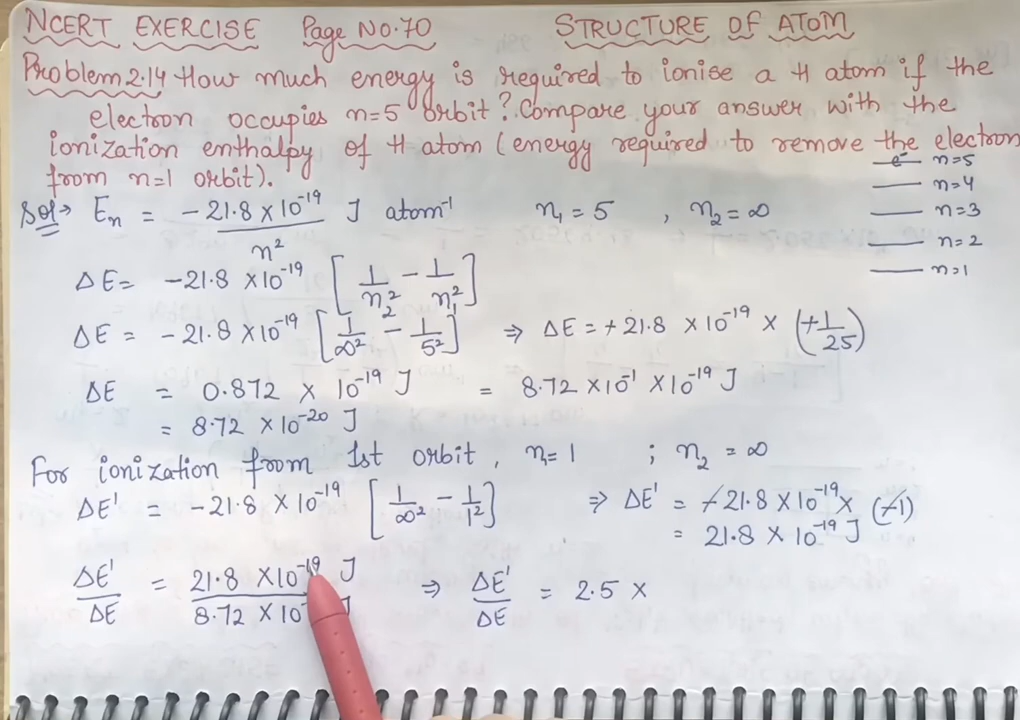 NCERT EXERCISE Page No.70 STRUCTURE OF ATOM
Problem 2.14 How much energy is required to ionise a H atom if the
electron occupies n=5 orbit? Compare your answer with the
ionization enthalpy of H atom (energy required to remove the electron
from n=1 orbit).
e⁻ n=5
n=4
n=3
n=2
n=1
Sol→ Eₙ = -21.8 × 10⁻¹⁹ / n² J atom⁻¹ n₁ = 5 , n₂ = ∞
ΔE = -21.8 × 10⁻¹⁹ [1/n₂² - 1/n₁²]
ΔE = -21.8 × 10⁻¹⁹ [1/∞² - 1/5²] ⇒ ΔE = +21.8 × 10⁻¹⁹ × (+1/25)
ΔE = 0.872 × 10⁻¹⁹ J = 8.72 × 10⁻¹ × 10⁻¹⁹ J
= 8.72 × 10⁻²⁰ J
For ionization from 1st orbit, n₁=1 ; n₂ = ∞
ΔE' = -21.8 × 10⁻¹⁹ [1/∞² - 1/1²] ⇒ ΔE' = -21.8 × 10⁻¹⁹ × (-1)
= 21.8 × 10⁻¹⁹ J
ΔE'/ΔE = 21.8 × 10⁻¹⁹ J / 8.72 × 10⁻ J ⇒ ΔE'/ΔE = 2.5 ×